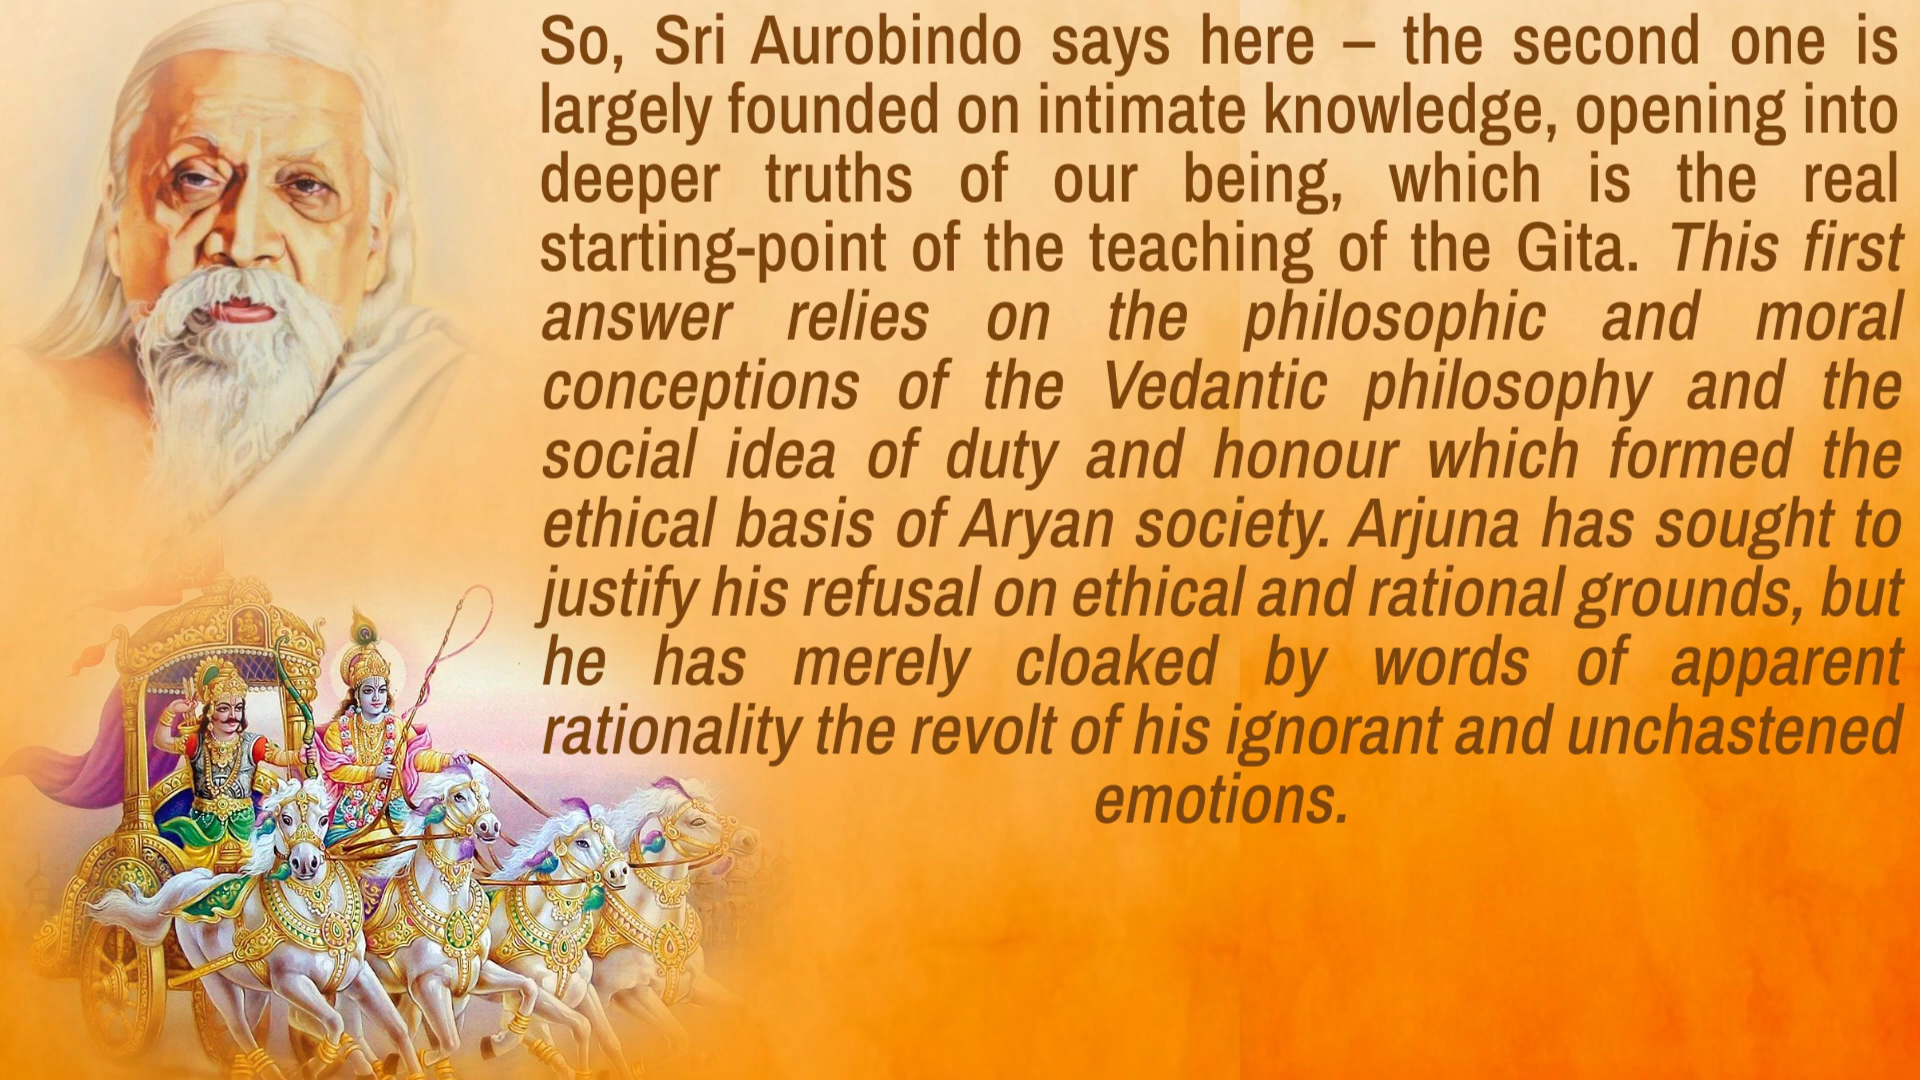 So, Sri Aurobindo says here – the second one is
largely founded on intimate knowledge, opening into
deeper truths of our being, which is the real
starting-point of the teaching of the Gita. This first
answer relies on the philosophic and moral
conceptions of the Vedantic philosophy and the
social idea of duty and honour which formed the
ethical basis of Aryan society. Arjuna has sought to
justify his refusal on ethical and rational grounds, but
he has merely cloaked by words of apparent
rationality the revolt of his ignorant and unchastened
emotions.